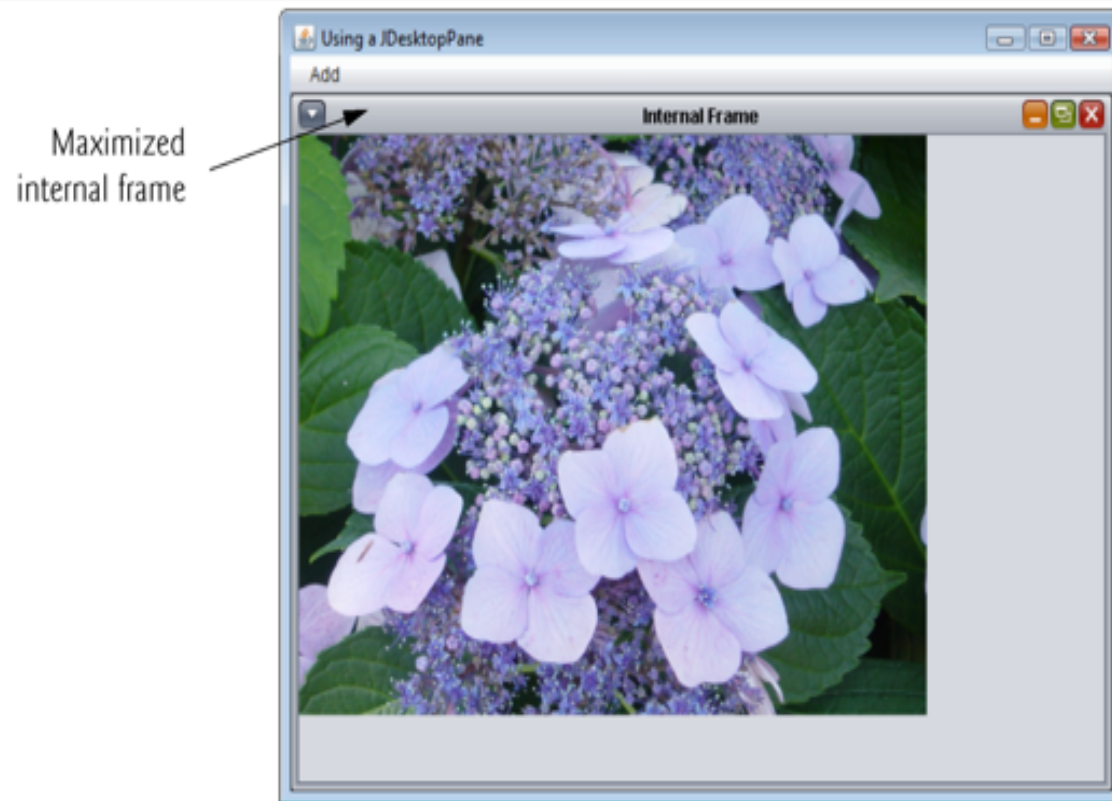 Using a JDesktopPane
Add
Internal Frame
Maximized
internal frame